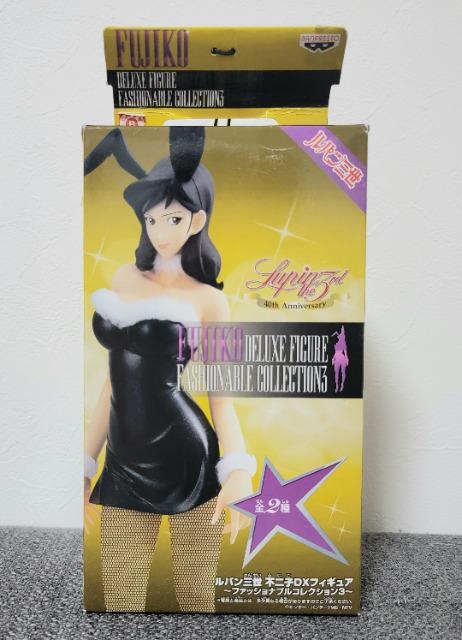 FUJIKO
DELUXE FIGURE
FASHIONABLE COLLECTION3
BANPRESTO
ルパン三世
Lupin the 3rd
40th Anniversary
FUJIKO DELUXE FIGURE
FASHIONABLE COLLECTION3
全2種
ルパン三世 不二子DXフィギュア
～ファッショナブルコレクション3～